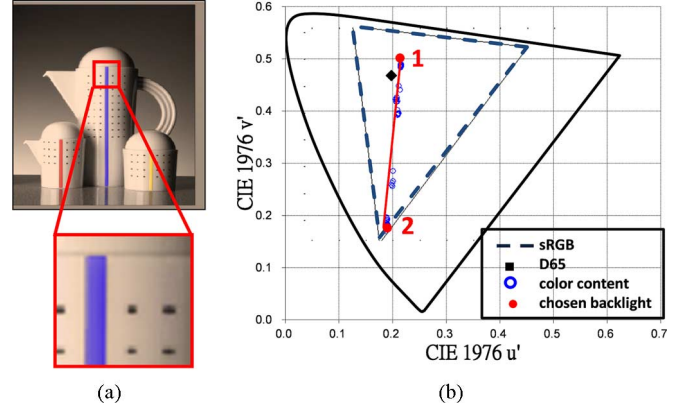 0.6
0.5
0.4
0.3
0.2
0.1
0.0
CIE 1976 v'
1
2
sRGB
D65
color content
chosen backlight
0.0 0.1 0.2 0.3 0.4 0.5 0.6 0.7
CIE 1976 u'
(a) (b)